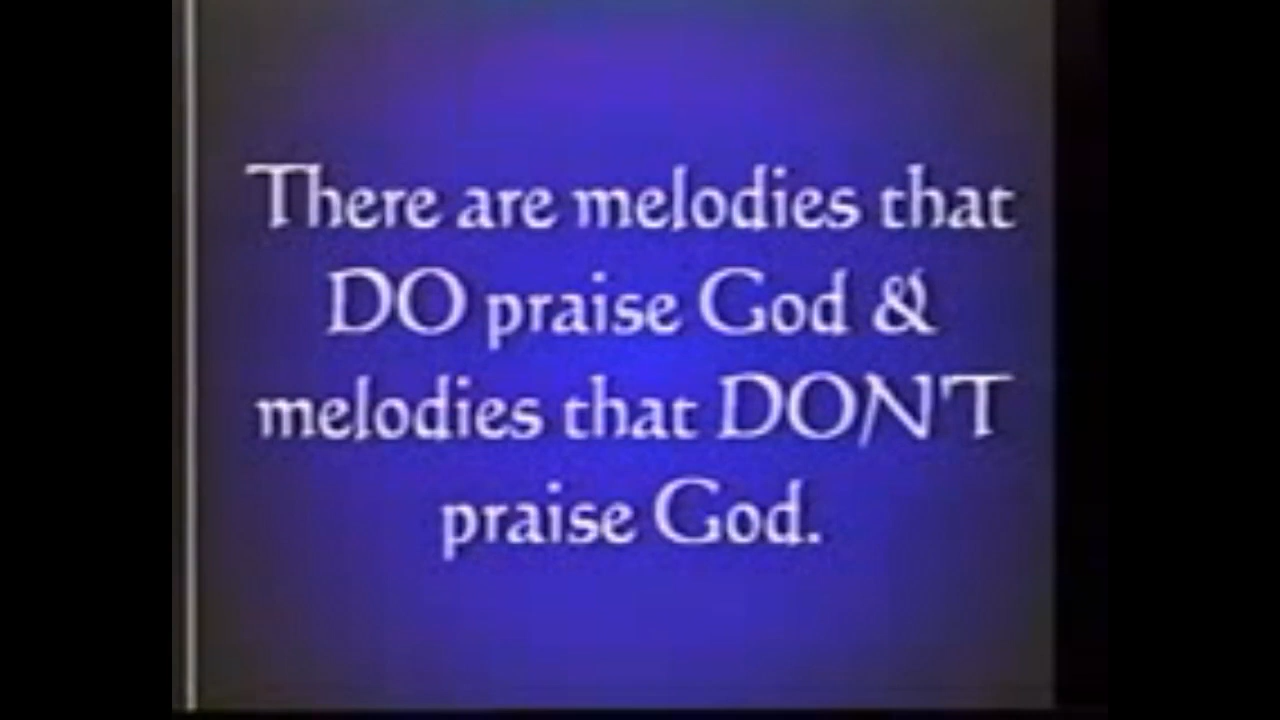 There are melodies that
DO praise God &
melodies that DON'T
praise God.